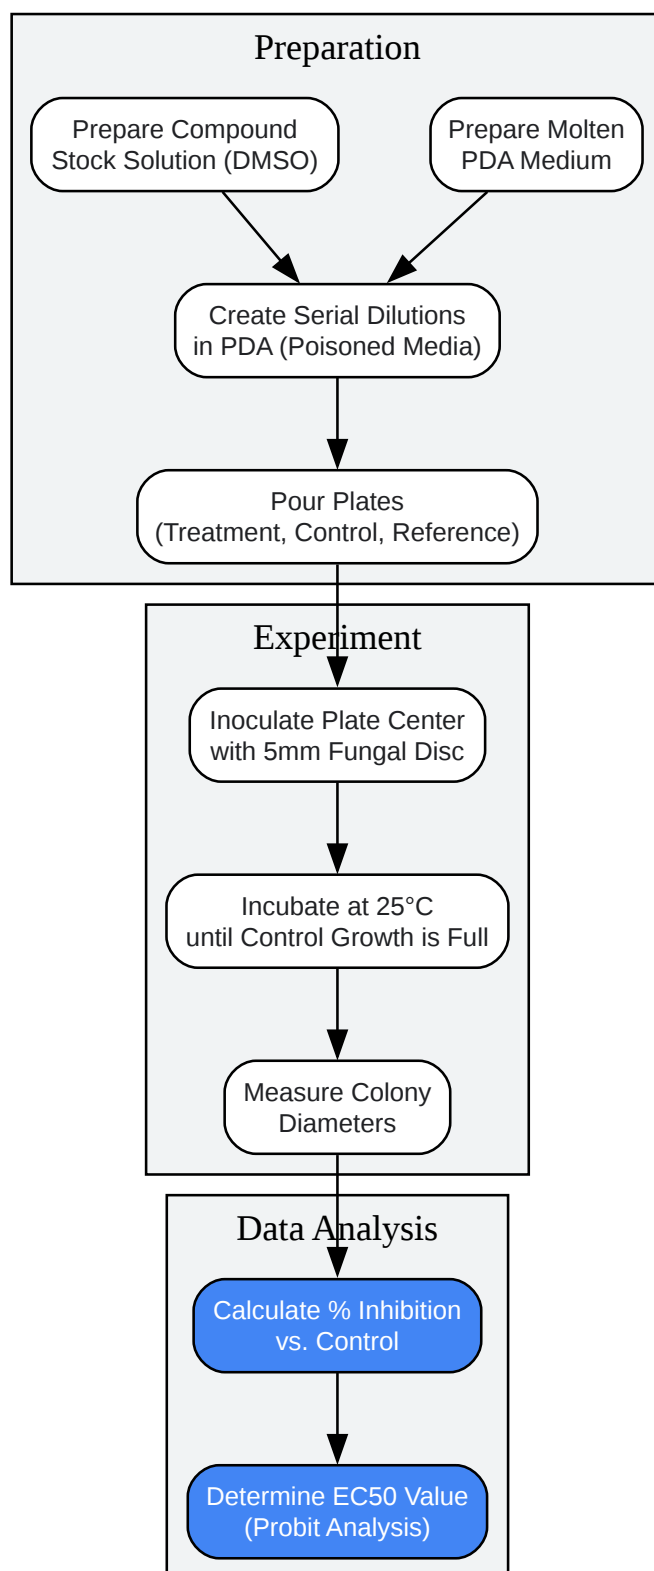 Preparation
Prepare Compound
Stock Solution (DMSO)
Prepare Molten
PDA Medium
Create Serial Dilutions
in PDA (Poisoned Media)
Pour Plates
(Treatment, Control, Reference)
Experiment
Inoculate Plate Center
with 5mm Fungal Disc
Incubate at 25°C
until Control Growth is Full
Measure Colony
Diameters
Data Analysis
Calculate % Inhibition
vs. Control
Determine EC50 Value
(Probit Analysis)